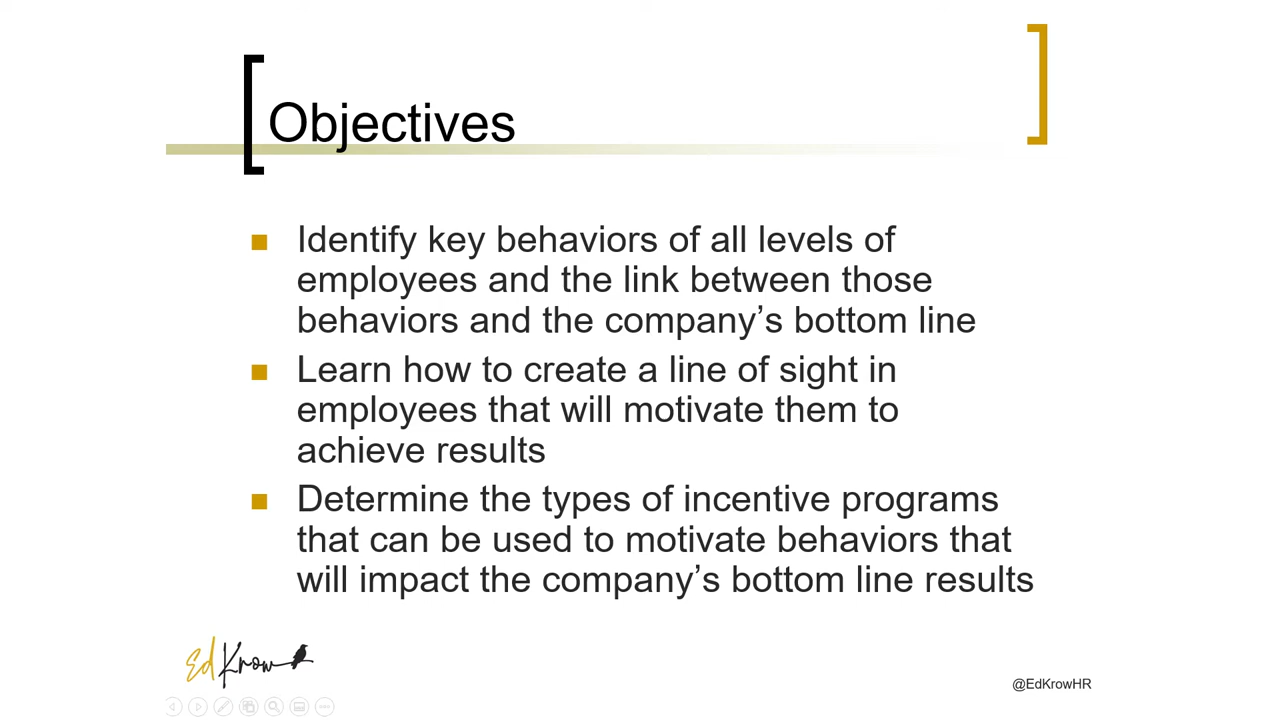 Objectives
Identify key behaviors of all levels of
employees and the link between those
behaviors and the company’s bottom line
Learn how to create a line of sight in
employees that will motivate them to
achieve results
Determine the types of incentive programs
that can be used to motivate behaviors that
will impact the company’s bottom line results
Ed Krow
@EdKrowHR